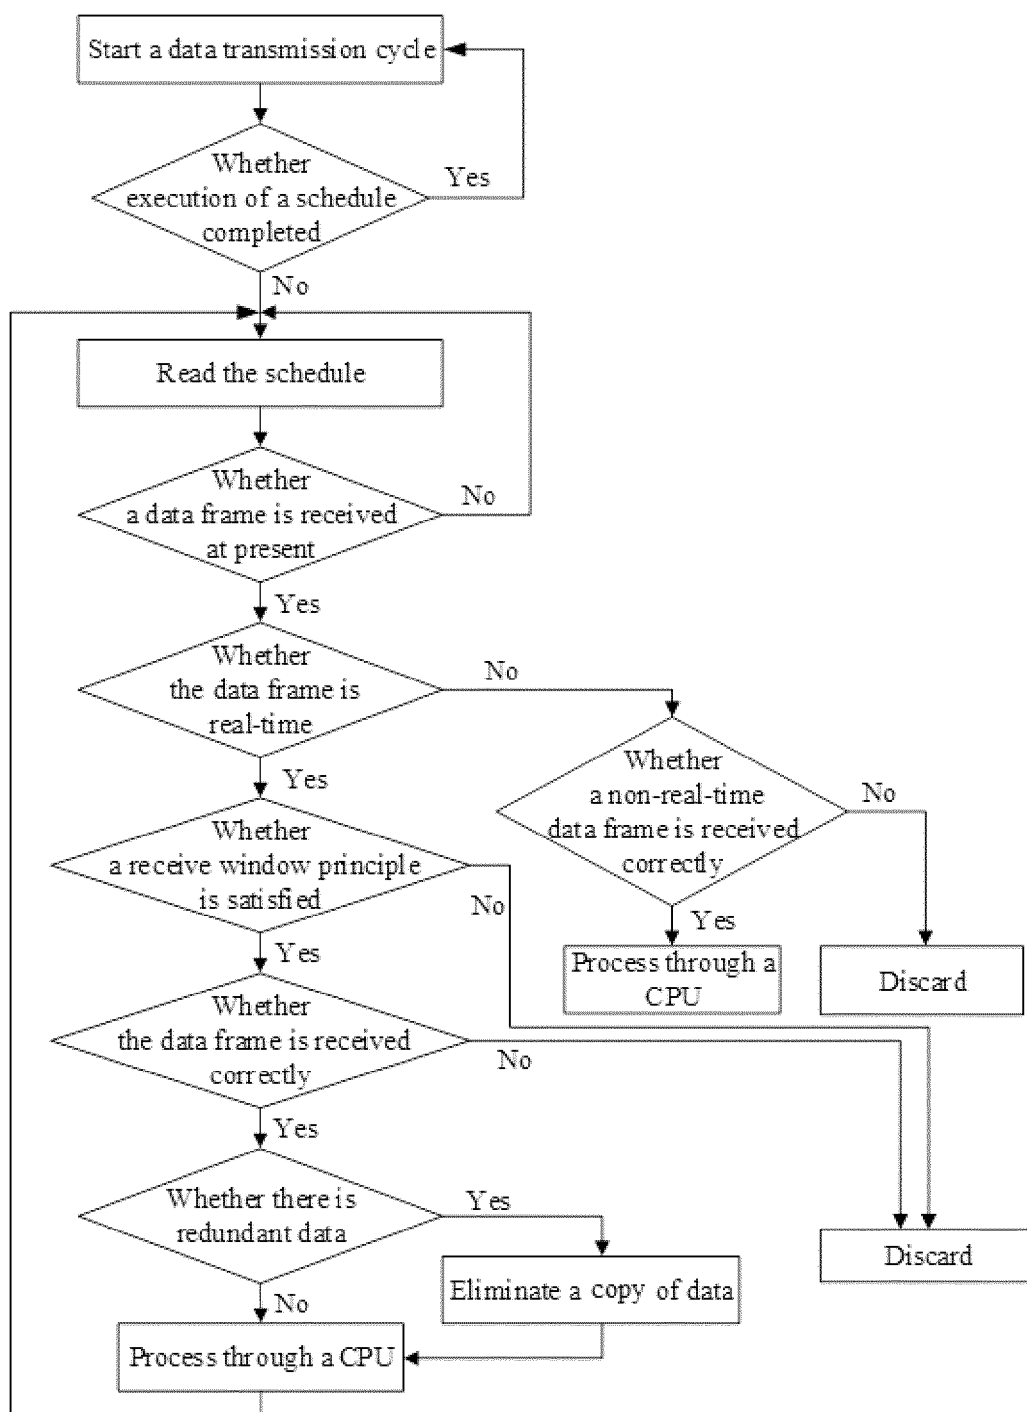 Start a data transmission cycle
Whether
execution of a schedule
completed
Yes
No
Read the schedule
Whether
a data frame is received
at present
No
Yes
Whether
the data frame is
real-time
No
Yes
Whether
a non-real-time
data frame is received
correctly
No
Yes
Process through a
CPU
Discard
Whether
a receive window principle
is satisfied
No
Yes
Whether
the data frame is received
correctly
No
Yes
Whether there is
redundant data
Yes
No
Eliminate a copy of data
Discard
Process through a CPU